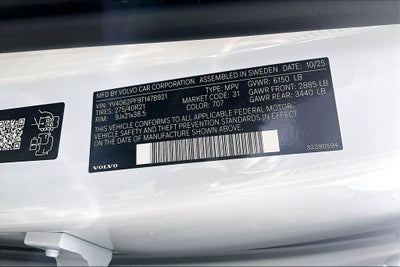 MFD BY VOLVO CAR CORPORATION ASSEMBLED IN SWEDEN 10/25
VIN: YV4062PF9T1478921 TYPE: MPV GVWR: 6150 LB
TIRES: 275/40R21 MARKET: 31 GAWR FRONT: 2885 LB
RIM: 9Jx21x38.5 COLOR: 707 GAWR REAR: 3440 LB
THIS VEHICLE CONFORMS TO ALL APPLICABLE FEDERAL MOTOR
VEHICLE SAFETY AND THEFT PREVENTION STANDARDS IN EFFECT
ON THE DATE OF MANUFACTURE SHOWN ABOVE.
VOLVO 32390594